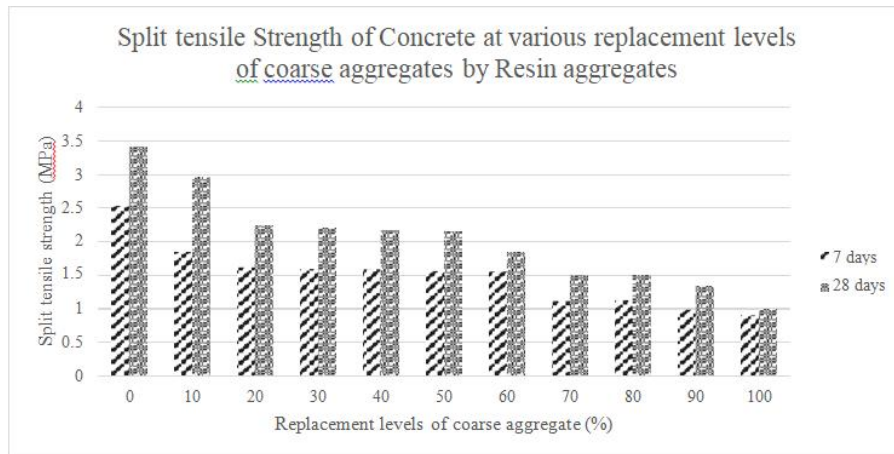 Split tensile Strength of Concrete at various replacement levels
of coarse aggregates by Resin aggregates
Split tensile strength (MPa)
4
3.5
3
2.5
2
1.5
1
0.5
0
0 10 20 30 40 50 60 70 80 90 100
Replacement levels of coarse aggregate (%)
7 days
28 days